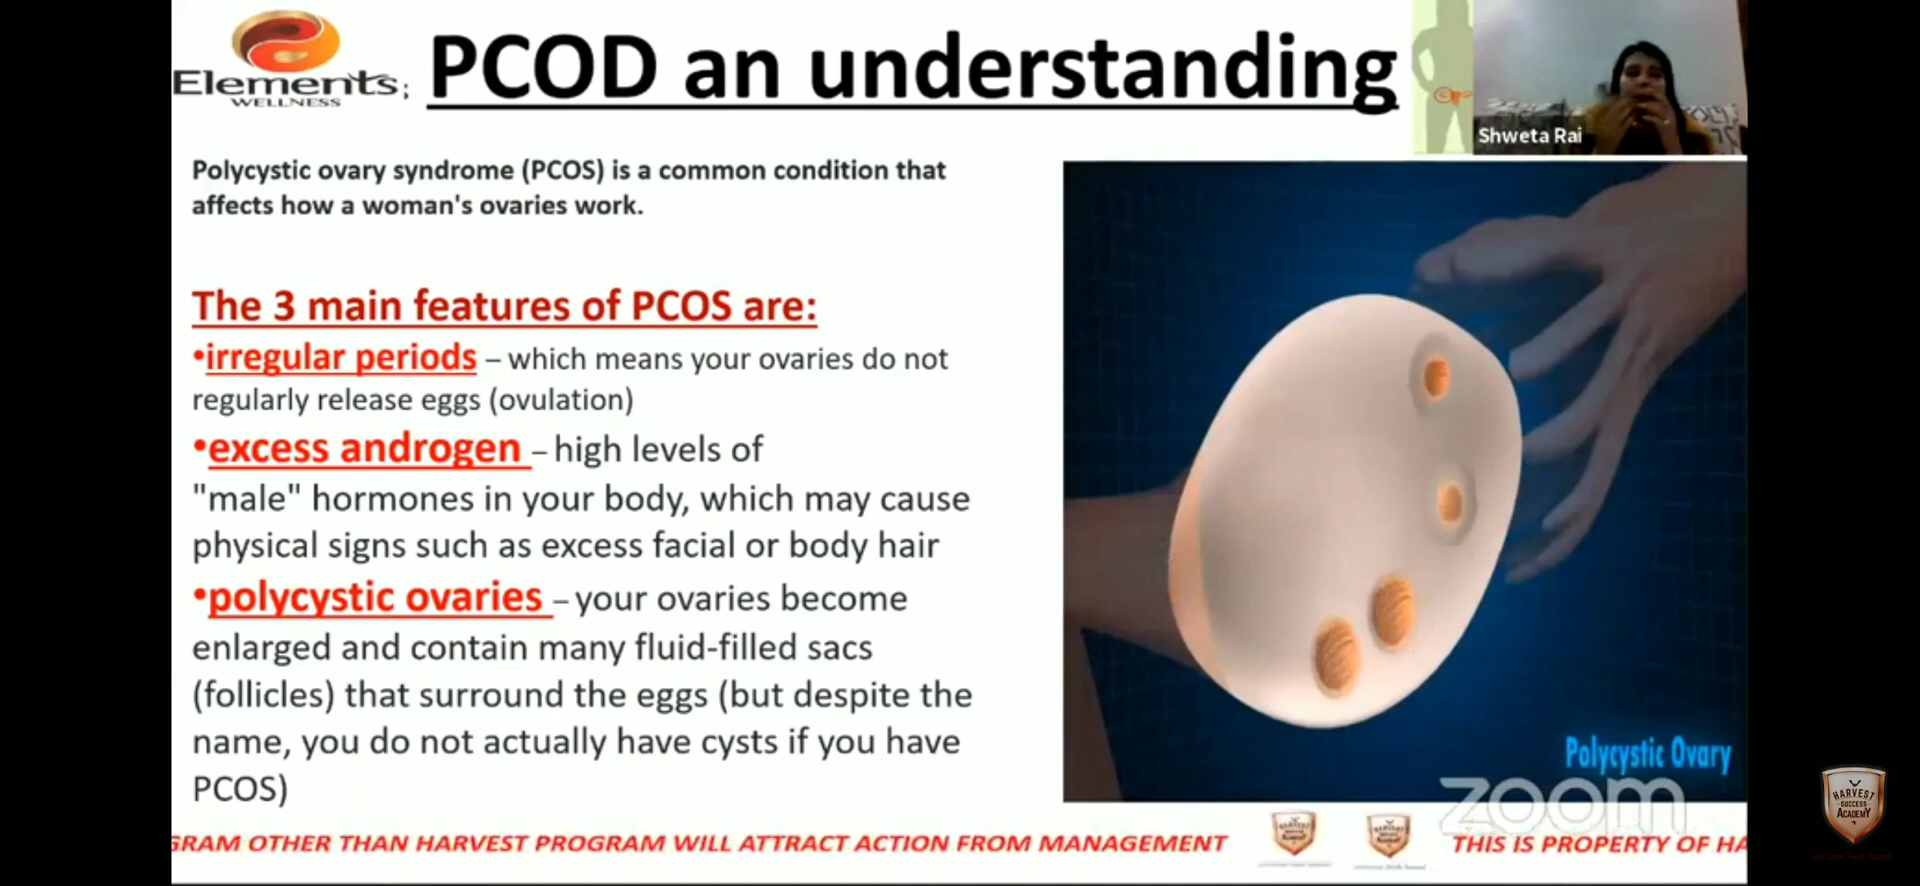 Elements
WELLNESS
PCOD an understanding
Shweta Rai
Polycystic ovary syndrome (PCOS) is a common condition that
affects how a woman's ovaries work.
The 3 main features of PCOS are:
•irregular periods – which means your ovaries do not
regularly release eggs (ovulation)
•excess androgen – high levels of
"male" hormones in your body, which may cause
physical signs such as excess facial or body hair
•polycystic ovaries – your ovaries become
enlarged and contain many fluid-filled sacs
(follicles) that surround the eggs (but despite the
name, you do not actually have cysts if you have
PCOS)
Polycystic Ovary
zoom
GRAM OTHER THAN HARVEST PROGRAM WILL ATTRACT ACTION FROM MANAGEMENT
THIS IS PROPERTY OF HA
HARVEST
SUCCESS
ACADEMY